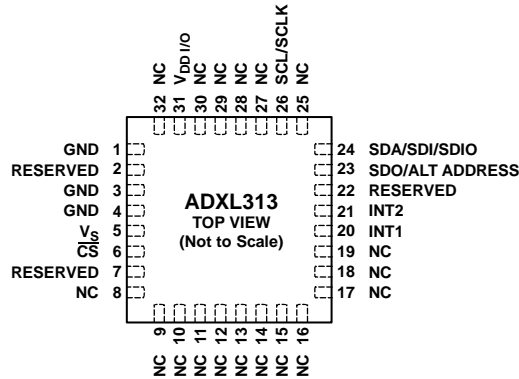 32 NC
31 VDD I/O
30 NC
29 NC
28 NC
27 NC
26 SCL/SCLK
25 NC
GND 1
RESERVED 2
GND 3
GND 4
VS 5
CS 6
RESERVED 7
NC 8
ADXL313
TOP VIEW
(Not to Scale)
24 SDA/SDI/SDIO
23 SDO/ALT ADDRESS
22 RESERVED
21 INT2
20 INT1
19 NC
18 NC
17 NC
NC 9
NC 10
NC 11
NC 12
NC 13
NC 14
NC 15
NC 16